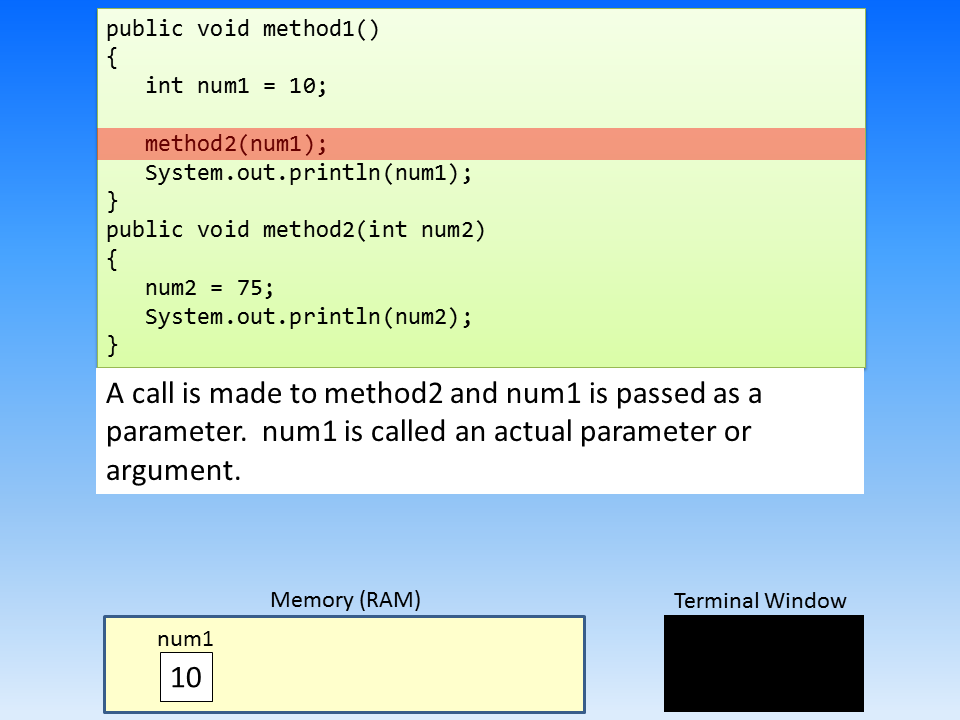 public void method1()
{
   int num1 = 10;

   method2(num1);
   System.out.println(num1);
}
public void method2(int num2)
{
   num2 = 75;
   System.out.println(num2);
}
A call is made to method2 and num1 is passed as a
parameter.  num1 is called an actual parameter or
argument.
Memory (RAM)
Terminal Window
num1
10